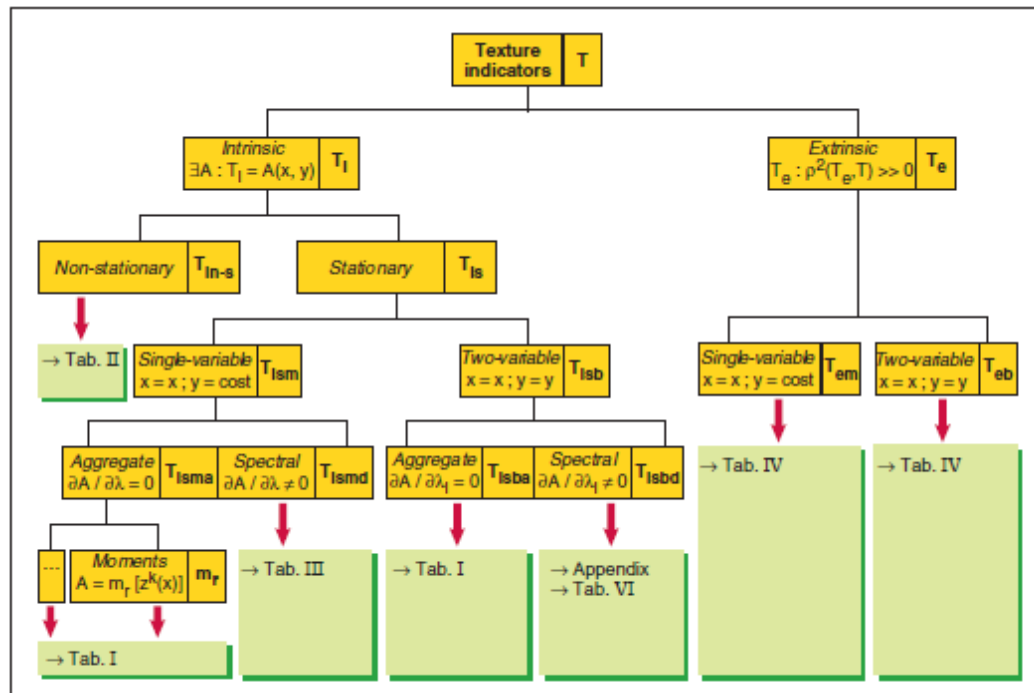 Texture
indicators
T
Intrinsic
∃A : T_I = A(x, y)
T_I
Extrinsic
T_e : ρ²(T_e,T) >> 0
T_e
Non-stationary
T_In-s
Stationary
T_Is
→ Tab. II
Single-variable
x = x ; y = cost
T_Ism
Two-variable
x = x ; y = y
T_Isb
Single-variable
x = x ; y = cost
T_em
Two-variable
x = x ; y = y
T_eb
Aggregate
∂A / ∂λ = 0
T_Isma
Spectral
∂A / ∂λ ≠ 0
T_Ismd
Aggregate
∂A / ∂λ_I = 0
T_Isba
Spectral
∂A / ∂λ_I ≠ 0
T_Isbd
→ Tab. IV
→ Tab. IV
...
Moments
A = m_r [z^k(x)]
m_r
→ Tab. III
→ Tab. I
→ Appendix
→ Tab. VI
→ Tab. I